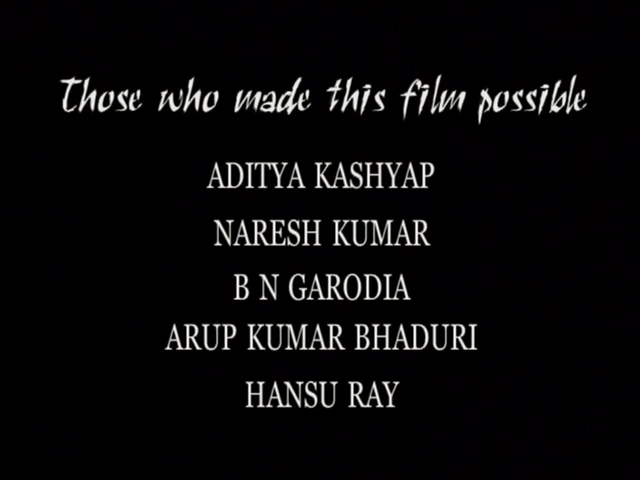 Those who made this film possible
ADITYA KASHYAP
NARESH KUMAR
B N GARODIA
ARUP KUMAR BHADURI
HANSU RAY